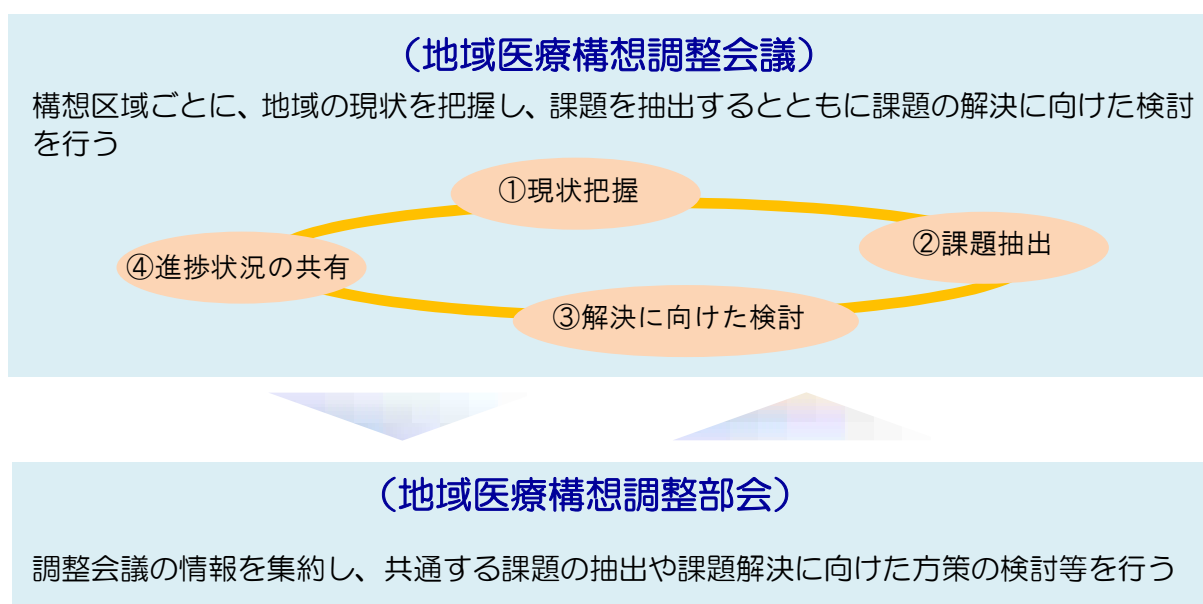 （地域医療構想調整会議）
構想区域ごとに、地域の現状を把握し、課題を抽出するとともに課題の解決に向けた検討
を行う
①現状把握
②課題抽出
④進捗状況の共有
③解決に向けた検討
（地域医療構想調整部会）
調整会議の情報を集約し、共通する課題の抽出や課題解決に向けた方策の検討等を行う